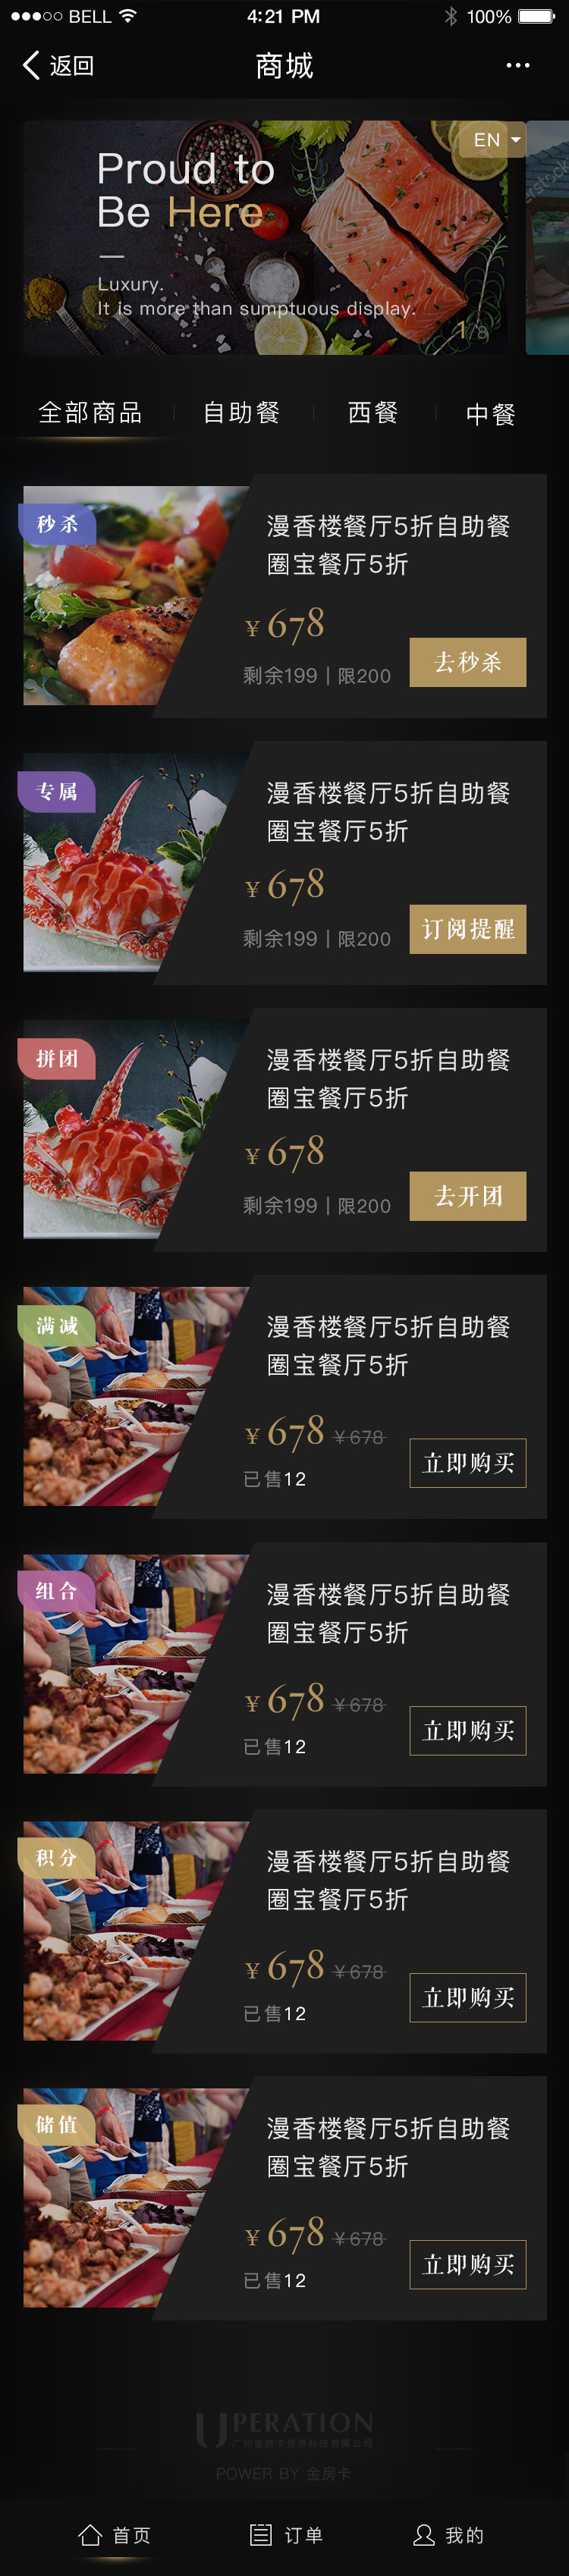 BELL
4:21 PM
100%
返回
商城
EN
Proud to
Be Here
Luxury.
It is more than sumptuous display.
1/8
全部商品
自助餐
西餐
中餐
秒杀
漫香楼餐厅5折自助餐
圈宝餐厅5折
¥ 678
剩余199 | 限200
去秒杀
专属
漫香楼餐厅5折自助餐
圈宝餐厅5折
¥ 678
剩余199 | 限200
订阅提醒
拼团
漫香楼餐厅5折自助餐
圈宝餐厅5折
¥ 678
剩余199 | 限200
去开团
满减
漫香楼餐厅5折自助餐
圈宝餐厅5折
¥ 678 ¥678
已售12
立即购买
组合
漫香楼餐厅5折自助餐
圈宝餐厅5折
¥ 678 ¥678
已售12
立即购买
积分
漫香楼餐厅5折自助餐
圈宝餐厅5折
¥ 678 ¥678
已售12
立即购买
储值
漫香楼餐厅5折自助餐
圈宝餐厅5折
¥ 678 ¥678
已售12
立即购买
UPERATION
广州金房卡信息科技有限公司
POWER BY 金房卡
首页
订单
我的